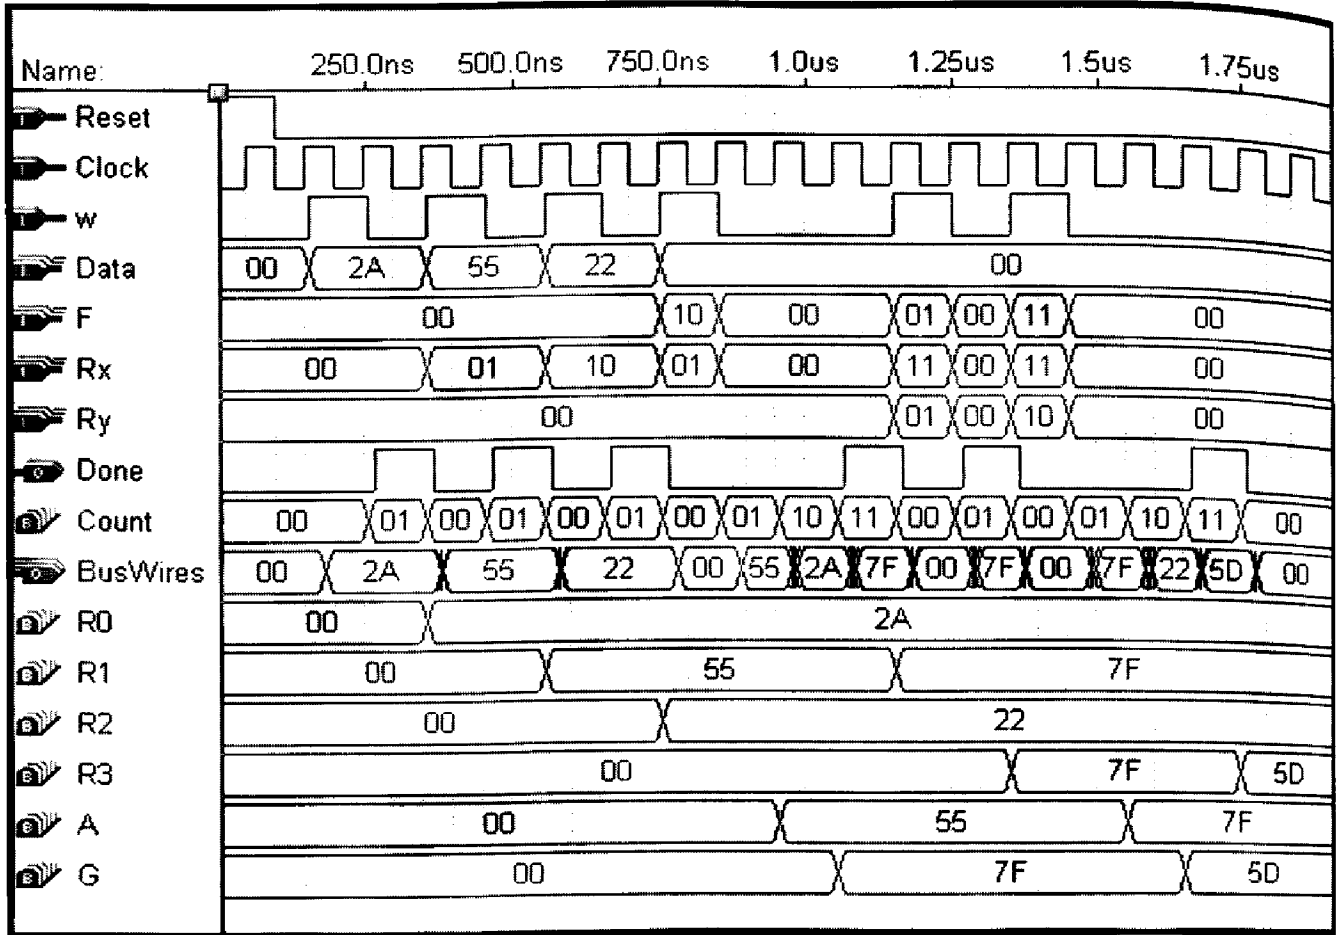 Name: 250.0ns 500.0ns 750.0ns 1.0us 1.25us 1.5us 1.75us
Reset
Clock
w
Data 00 2A 55 22 00
F 00 10 00 01 00 11 00
Rx 00 01 10 01 00 11 00 11 00
Ry 00 01 00 10 00
Done
Count 00 01 00 01 00 01 00 01 10 11 00 01 00 01 10 11 00
BusWires 00 2A 55 22 00 55 2A 7F 00 7F 00 7F 22 5D 00
R0 00 2A
R1 00 55 7F
R2 00 22
R3 00 7F 5D
A 00 55 7F
G 00 7F 5D